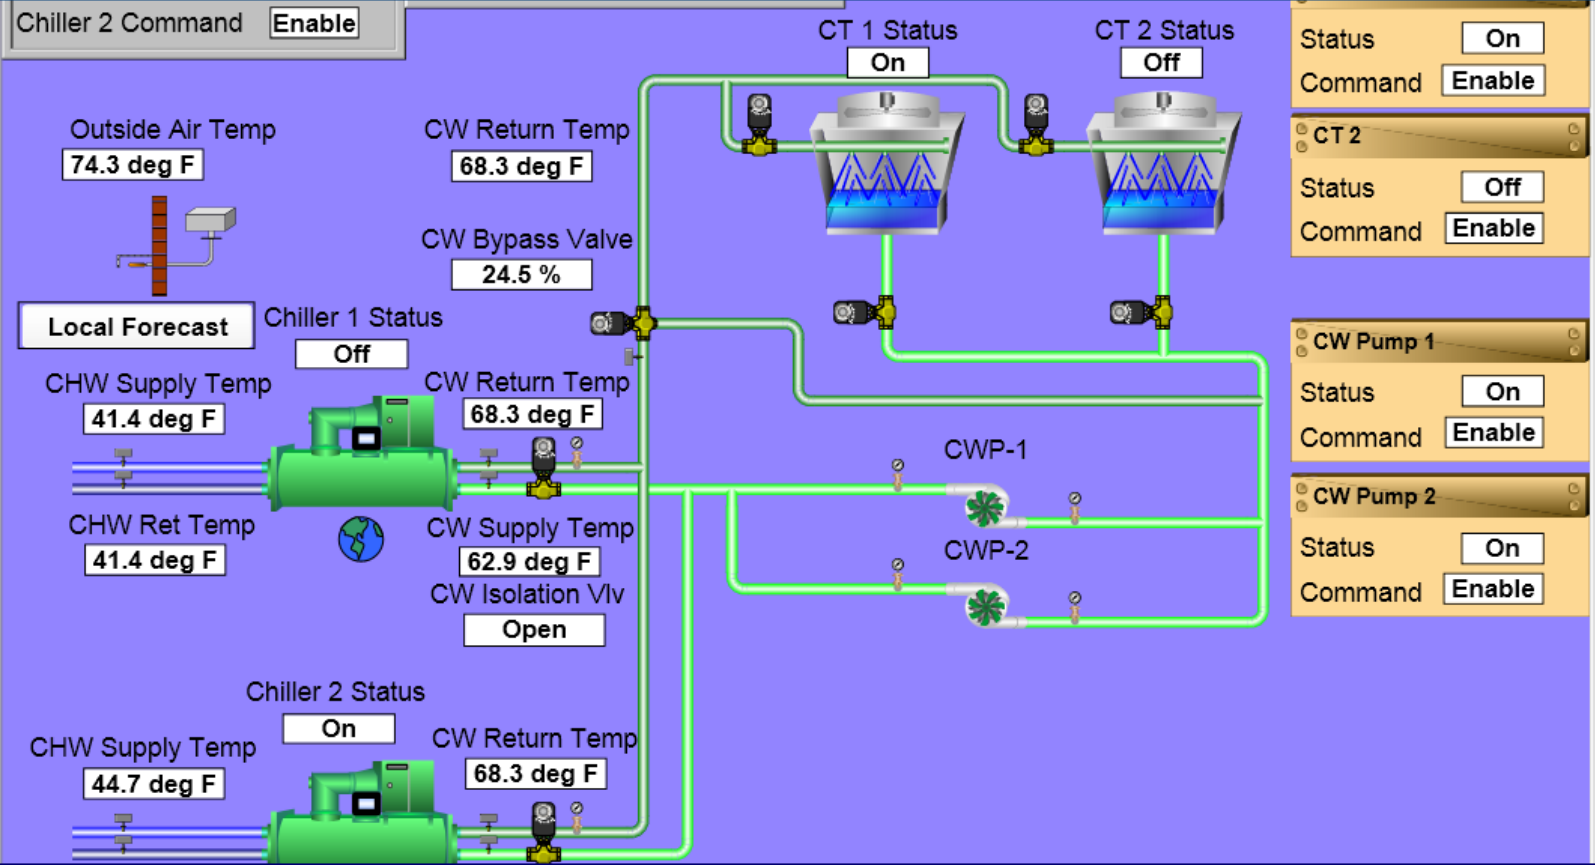 Chiller 2 Command Enable
CT 1 Status
On
CT 2 Status
Off
Status On
Command Enable
CT 2
Status Off
Command Enable
Outside Air Temp
74.3 deg F
CW Return Temp
68.3 deg F
CW Bypass Valve
24.5 %
Local Forecast
Chiller 1 Status
Off
CW Pump 1
Status On
Command Enable
CHW Supply Temp
41.4 deg F
CW Return Temp
68.3 deg F
CWP-1
CW Pump 2
Status On
Command Enable
CHW Ret Temp
41.4 deg F
CW Supply Temp
62.9 deg F
CWP-2
CW Isolation Vlv
Open
Chiller 2 Status
On
CHW Supply Temp
44.7 deg F
CW Return Temp
68.3 deg F